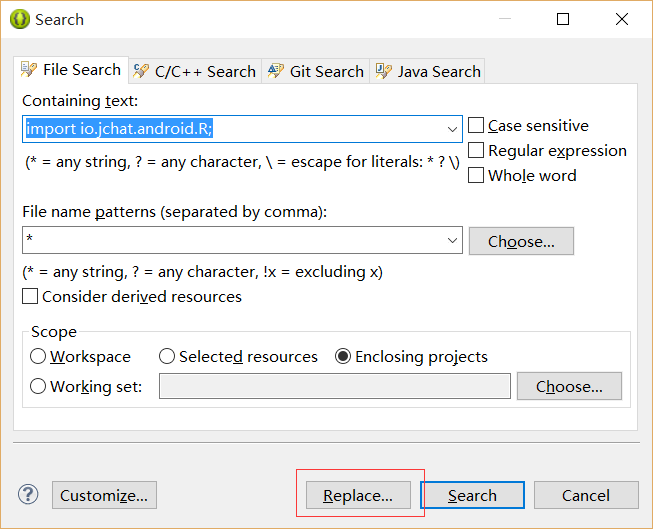 Search
File Search
C/C++ Search
Git Search
Java Search
Containing text:
import io.jchat.android.R;
Case sensitive
(* = any string, ? = any character, \ = escape for literals: * ? \)
Regular expression
Whole word
File name patterns (separated by comma):
*
Choose...
(* = any string, ? = any character, !x = excluding x)
Consider derived resources
Scope
Workspace
Selected resources
Enclosing projects
Working set:
Choose...
?
Customize...
Replace...
Search
Cancel